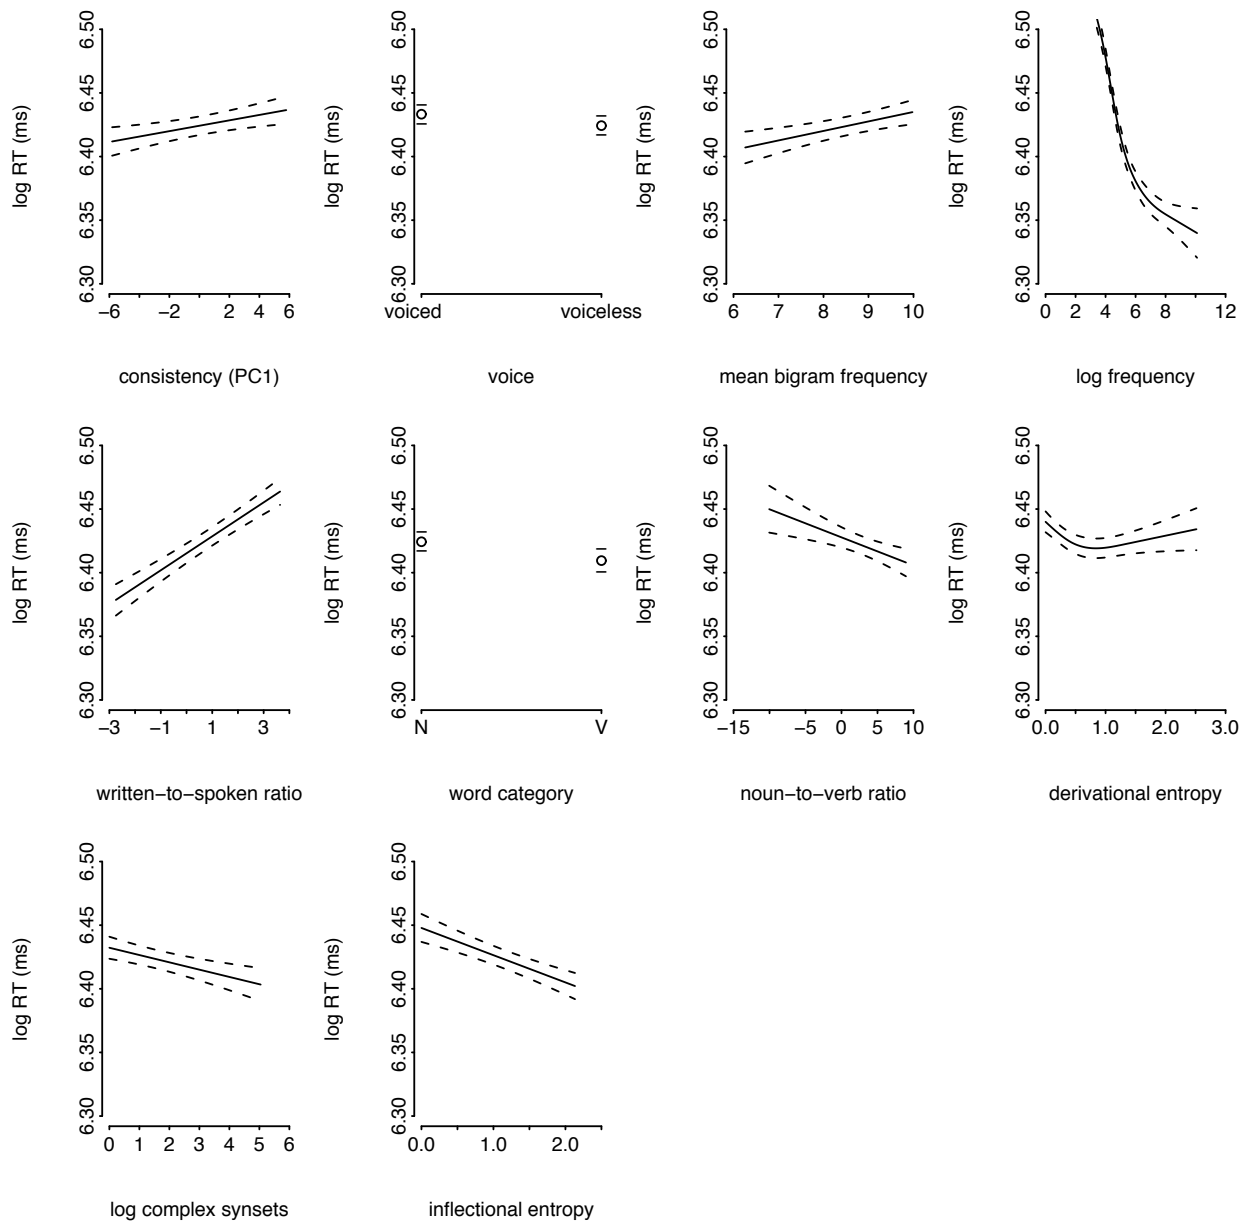 log RT (ms)
6.30 6.35 6.40 6.45 6.50
−6 −2 2 4 6
consistency (PC1)
log RT (ms)
6.30 6.35 6.40 6.45 6.50
voiced voiceless
voice
log RT (ms)
6.30 6.35 6.40 6.45 6.50
6 7 8 9 10
mean bigram frequency
log RT (ms)
6.30 6.35 6.40 6.45 6.50
0 2 4 6 8 12
log frequency
log RT (ms)
6.30 6.35 6.40 6.45 6.50
−3 −1 1 3
written−to−spoken ratio
log RT (ms)
6.30 6.35 6.40 6.45 6.50
N V
word category
log RT (ms)
6.30 6.35 6.40 6.45 6.50
−15 −5 0 5 10
noun−to−verb ratio
log RT (ms)
6.30 6.35 6.40 6.45 6.50
0.0 1.0 2.0 3.0
derivational entropy
log RT (ms)
6.30 6.35 6.40 6.45 6.50
0 1 2 3 4 5 6
log complex synsets
log RT (ms)
6.30 6.35 6.40 6.45 6.50
0.0 1.0 2.0
inflectional entropy